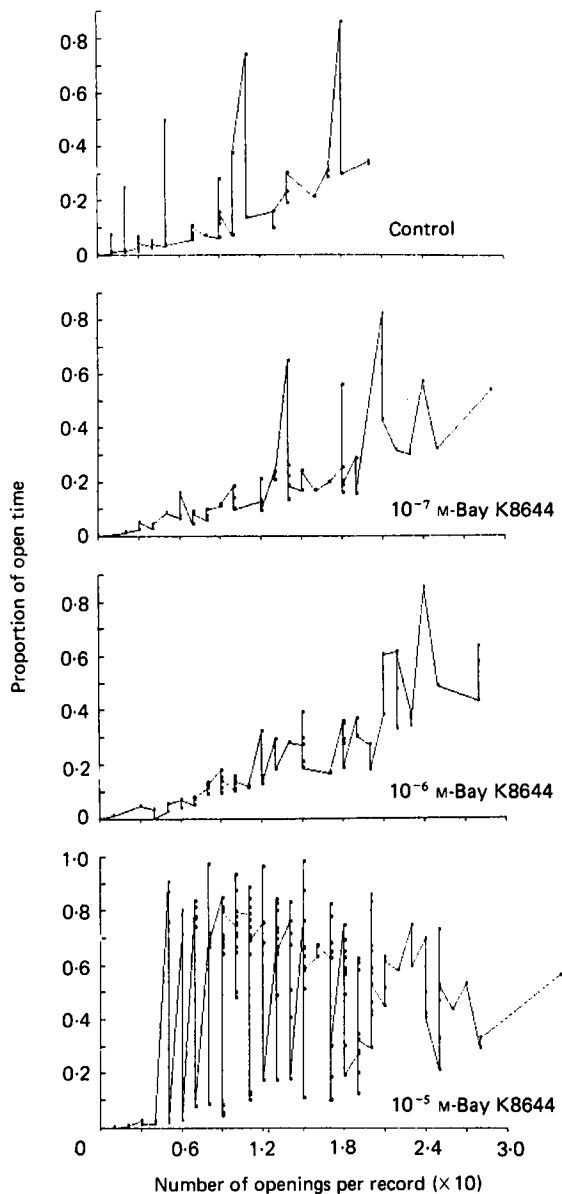 0·8
0·6
0·4
0·2
0
Control
0·8
0·6
0·4
0·2
0
10⁻⁷ M-Bay K8644
Proportion of open time
0·8
0·6
0·4
0·2
0
10⁻⁶ M-Bay K8644
1·0
0·8
0·6
0·4
0·2
10⁻⁵ M-Bay K8644
0 0·6 1·2 1·8 2·4 3·0
Number of openings per record (× 10)